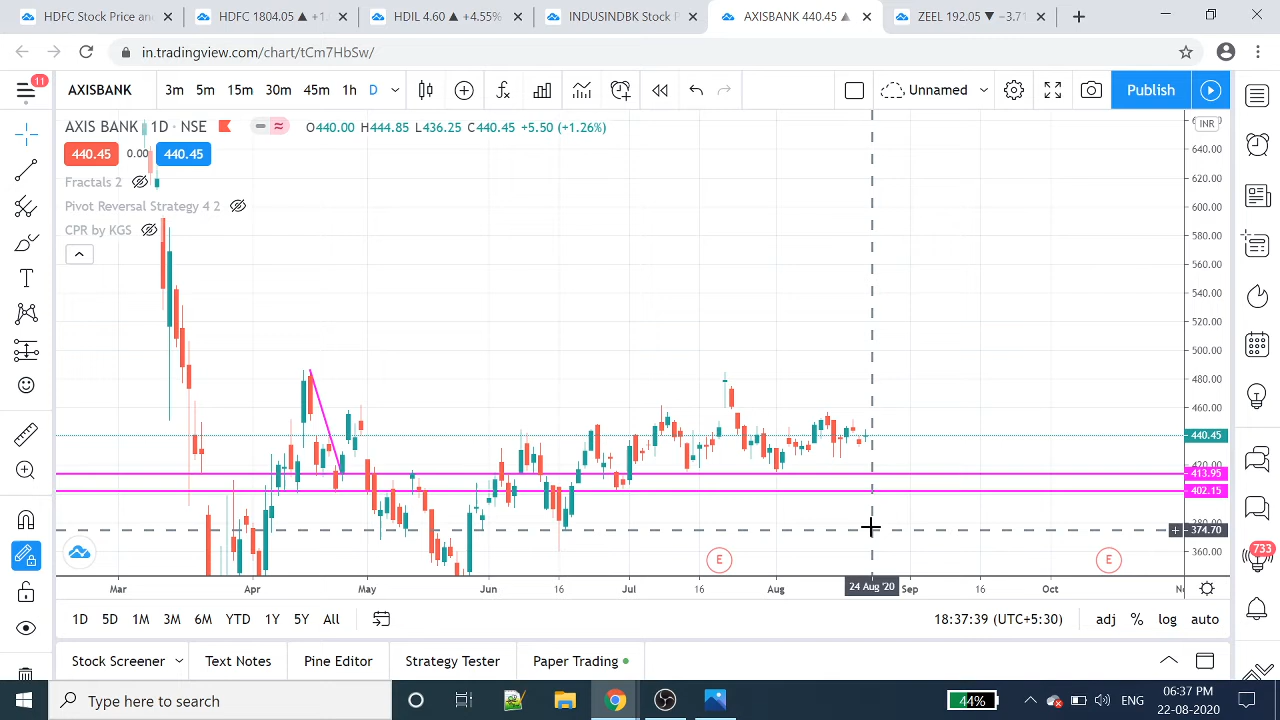 HDFC Stock Price an
HDFC 1804.05 ▲ +1.
HDIL 4.60 ▲ +4.55%
INDUSINDBK Stock P
AXISBANK 440.45 ▲
ZEEL 192.05 ▼ −3.71
in.tradingview.com/chart/tCm7HbSw/
11
AXISBANK
3m 5m 15m 30m 45m 1h D
Unnamed
Publish
AXIS BANK 1D · NSE
O440.00 H444.85 L436.25 C440.45 +5.50 (+1.26%)
INR
440.45 0.00 440.45
Fractals 2
Pivot Reversal Strategy 4 2
CPR by KGS
640.00
620.00
600.00
580.00
560.00
540.00
520.00
500.00
480.00
460.00
440.45
420.00
413.95
402.15
380.00
374.70
360.00
E E
733
Mar Apr May Jun 16 Jul 16 Aug 24 Aug '20 Sep 16 Oct
1D 5D 1M 3M 6M YTD 1Y 5Y All
18:37:39 (UTC+5:30)
adj % log auto
Stock Screener
Text Notes
Pine Editor
Strategy Tester
Paper Trading
Type here to search
44%
ENG
06:37 PM
22-08-2020